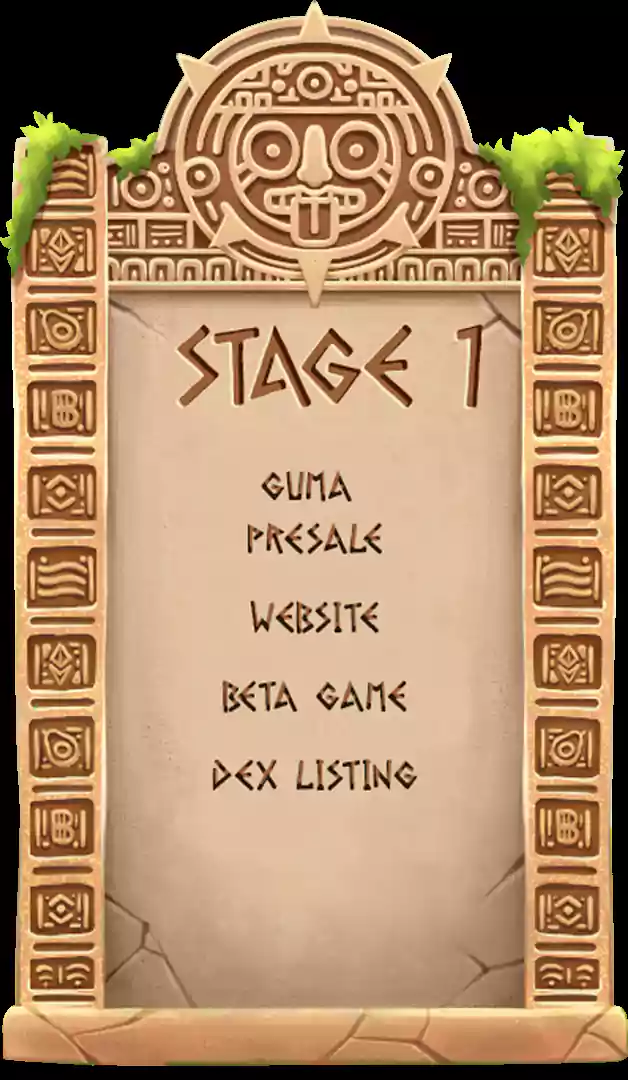 STAGE 1
GUMA
PRESALE
WEBSITE
BETA GAME
DEX LISTING